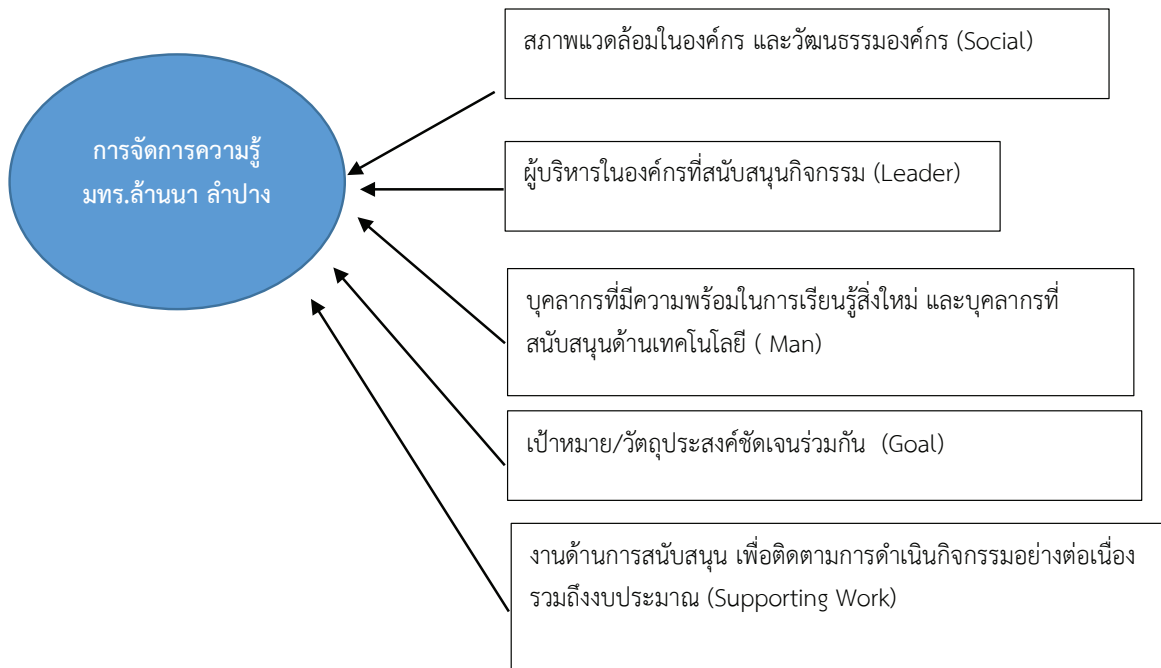 สภาพแวดล้อมในองค์กร และวัฒนธรรมองค์กร (Social)
การจัดการความรู้
มทร.ล้านนา ลำปาง
ผู้บริหารในองค์กรที่สนับสนุนกิจกรรม (Leader)
บุคลากรที่มีความพร้อมในการเรียนรู้สิ่งใหม่ และบุคลากรที่
สนับสนุนด้านเทคโนโลยี ( Man)
เป้าหมาย/วัตถุประสงค์ชัดเจนร่วมกัน (Goal)
งานด้านการสนับสนุน เพื่อติดตามการดำเนินกิจกรรมอย่างต่อเนื่อง
รวมถึงงบประมาณ (Supporting Work)